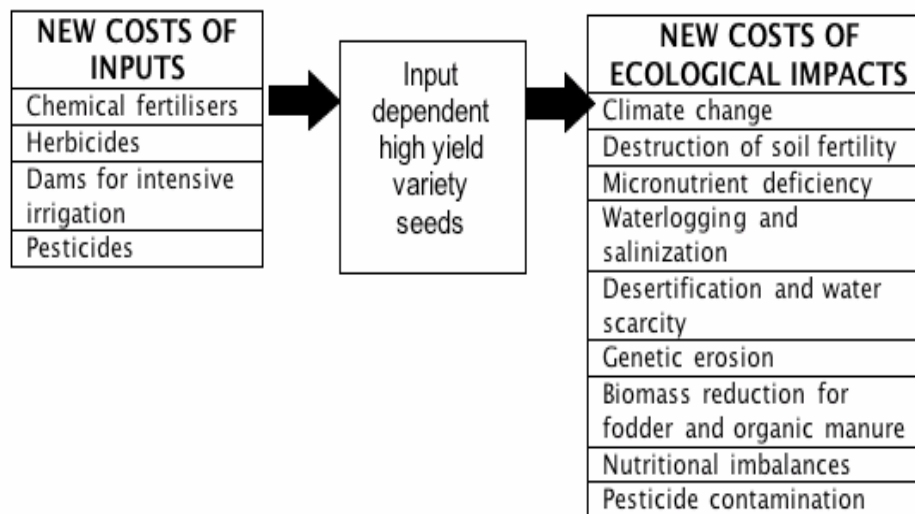 NEW COSTS OF
INPUTS
Chemical fertilisers
Herbicides
Dams for intensive
irrigation
Pesticides
Input
dependent
high yield
variety
seeds
NEW COSTS OF
ECOLOGICAL IMPACTS
Climate change
Destruction of soil fertility
Micronutrient deficiency
Waterlogging and
salinization
Desertification and water
scarcity
Genetic erosion
Biomass reduction for
fodder and organic manure
Nutritional imbalances
Pesticide contamination